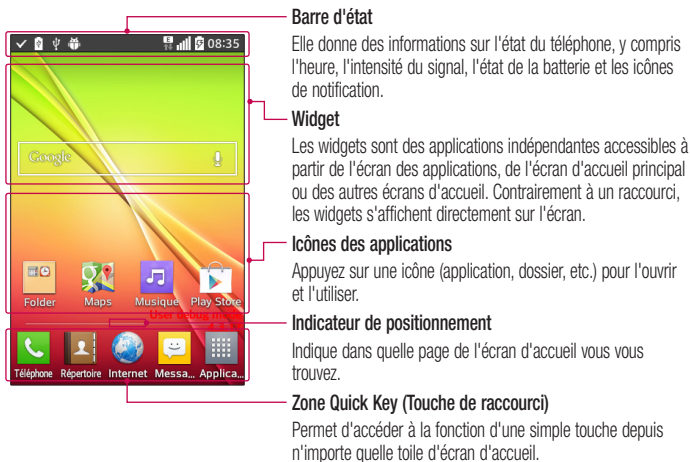 Barre d'état
Elle donne des informations sur l'état du téléphone, y compris
l'heure, l'intensité du signal, l'état de la batterie et les icônes
de notification.
Widget
Les widgets sont des applications indépendantes accessibles à
partir de l'écran des applications, de l'écran d'accueil principal
ou des autres écrans d'accueil. Contrairement à un raccourci,
les widgets s'affichent directement sur l'écran.
Icônes des applications
Appuyez sur une icône (application, dossier, etc.) pour l'ouvrir
et l'utiliser.
Indicateur de positionnement
Indique dans quelle page de l'écran d'accueil vous vous
trouvez.
Zone Quick Key (Touche de raccourci)
Permet d'accéder à la fonction d'une simple touche depuis
n'importe quelle toile d'écran d'accueil.
E 08:35
Google
Folder Maps Musique Play Store
User debug mode
Téléphone Répertoire Internet Messa... Applica...